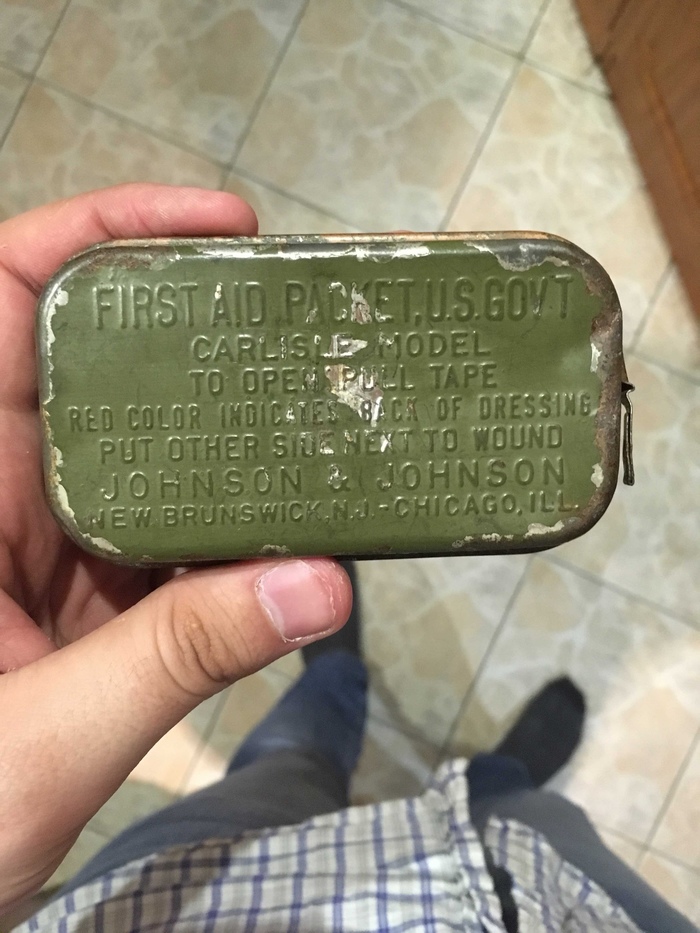 FIRST AID PACKET, U.S. GOV'T
CARLISLE MODEL
TO OPEN PULL TAPE
RED COLOR INDICATES BACK OF DRESSING
PUT OTHER SIDE NEXT TO WOUND
JOHNSON & JOHNSON
NEW BRUNSWICK, N.J. - CHICAGO, ILL.